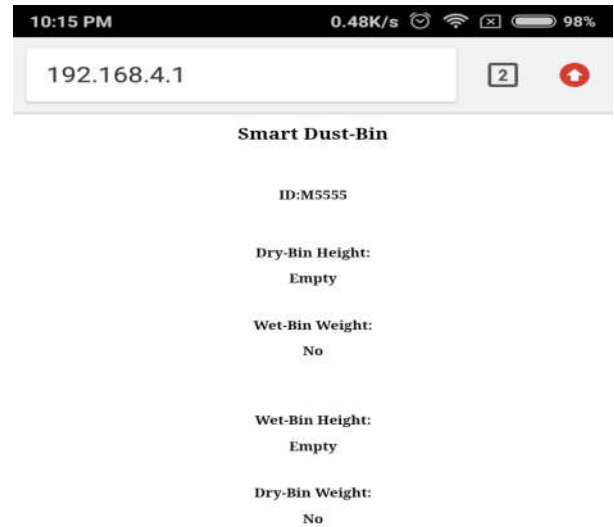 10:15 PM 0.48K/s 98%
192.168.4.1 2
Smart Dust-Bin
ID:M5555
Dry-Bin Height:
Empty
Wet-Bin Weight:
No
Wet-Bin Height:
Empty
Dry-Bin Weight:
No